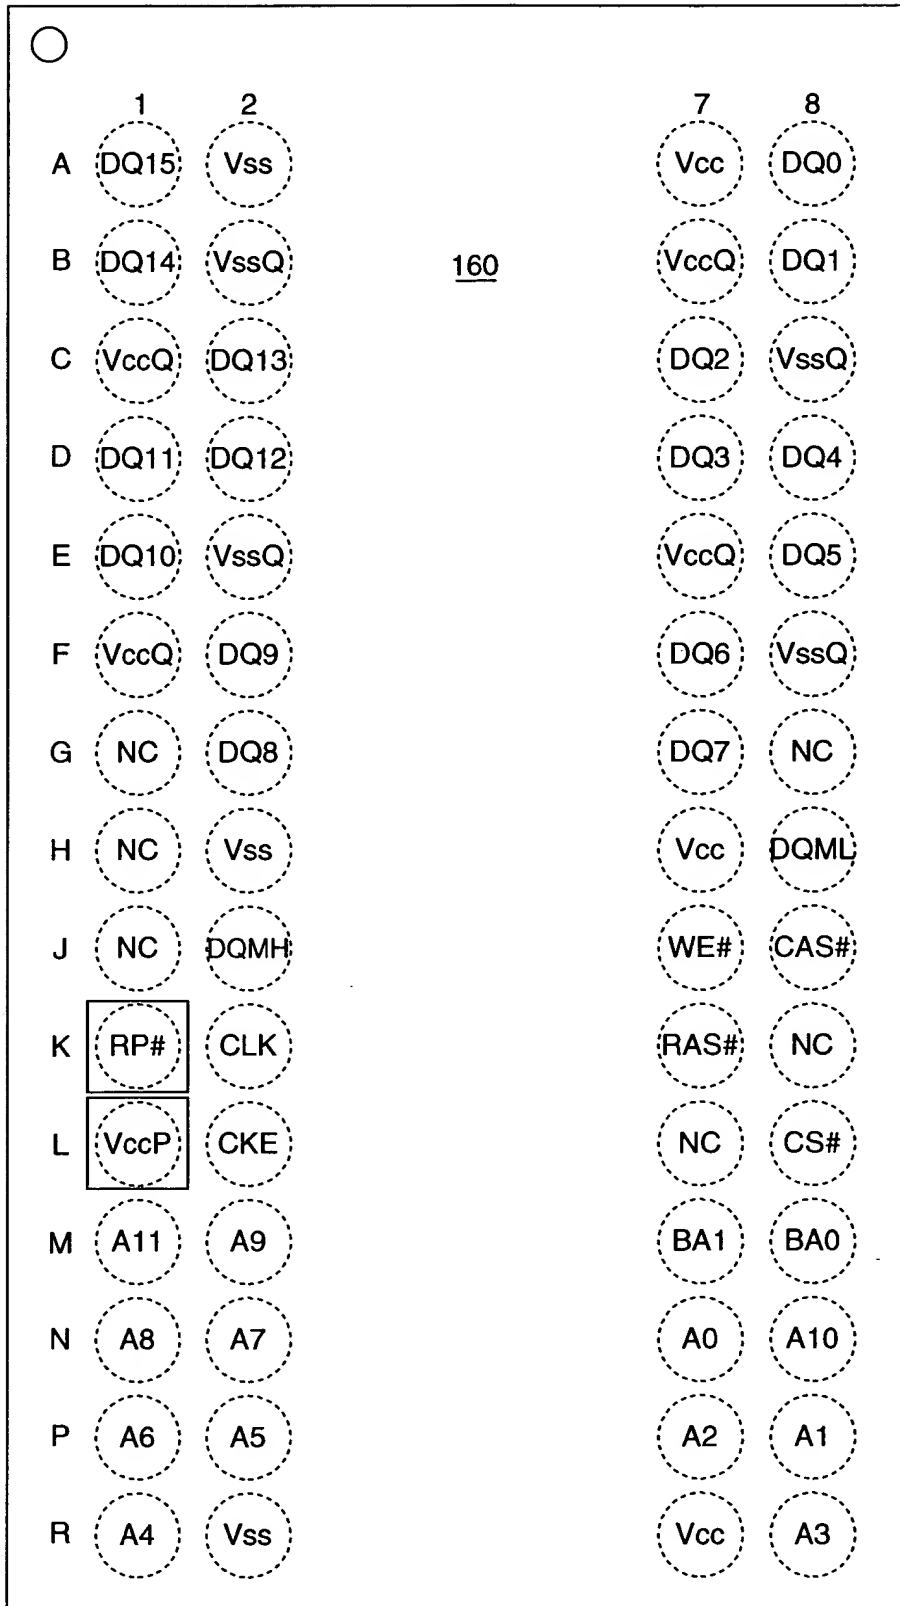 1 2 7 8
A DQ15 Vss Vcc DQ0
B DQ14 VssQ 160 VccQ DQ1
C VccQ DQ13 DQ2 VssQ
D DQ11 DQ12 DQ3 DQ4
E DQ10 VssQ VccQ DQ5
F VccQ DQ9 DQ6 VssQ
G NC DQ8 DQ7 NC
H NC Vss Vcc DQML
J NC DQMH WE# CAS#
K RP# CLK RAS# NC
L VccP CKE NC CS#
M A11 A9 BA1 BA0
N A8 A7 A0 A10
P A6 A5 A2 A1
R A4 Vss Vcc A3